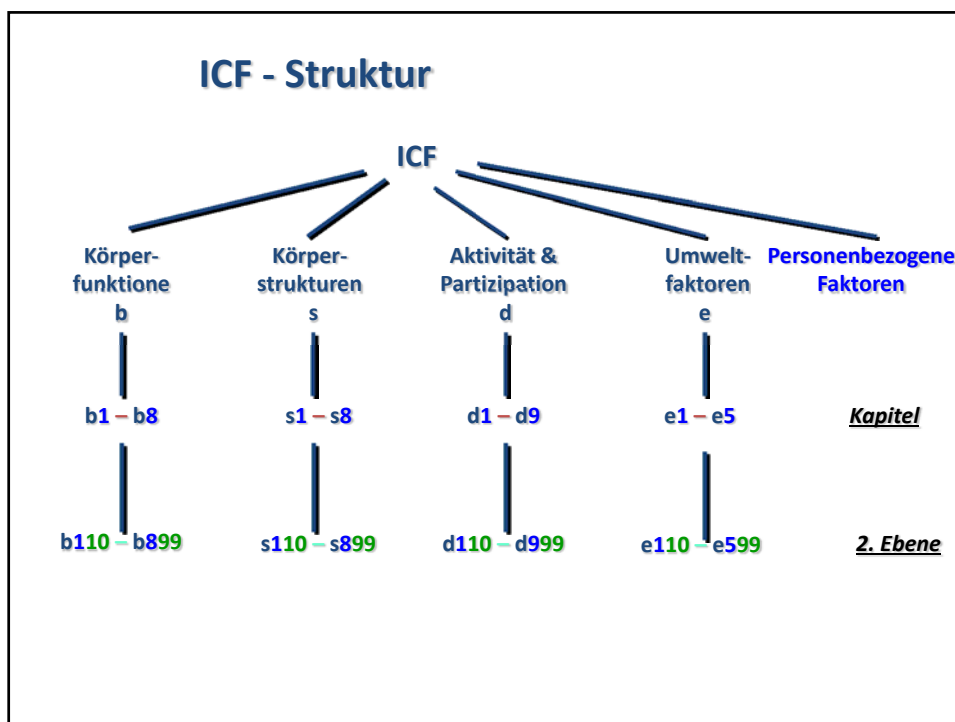 ICF - Struktur
ICF
Körper-
funktione
b
Körper-
strukturen
s
Aktivität &
Partizipation
d
Umwelt-
faktoren
e
Personenbezogene
Faktoren
b1 – b8
s1 – s8
d1 – d9
e1 – e5
Kapitel
b110 – b899
s110 – s899
d110 – d999
e110 – e599
2. Ebene